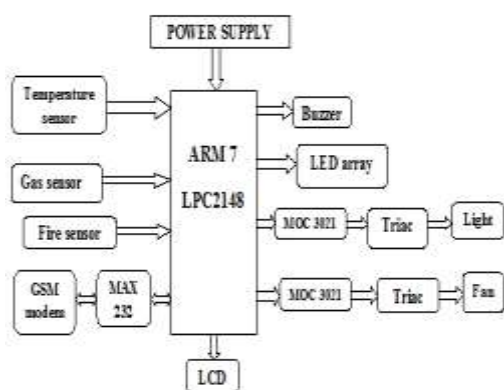 POWER SUPPLY
Temperature
sensor
Gas sensor
Fire sensor
GSM
modem
MAX
232
ARM 7
LPC2148
Buzzer
LED array
MOC 3021
Triac
Light
MOC 3021
Triac
Fan
LCD